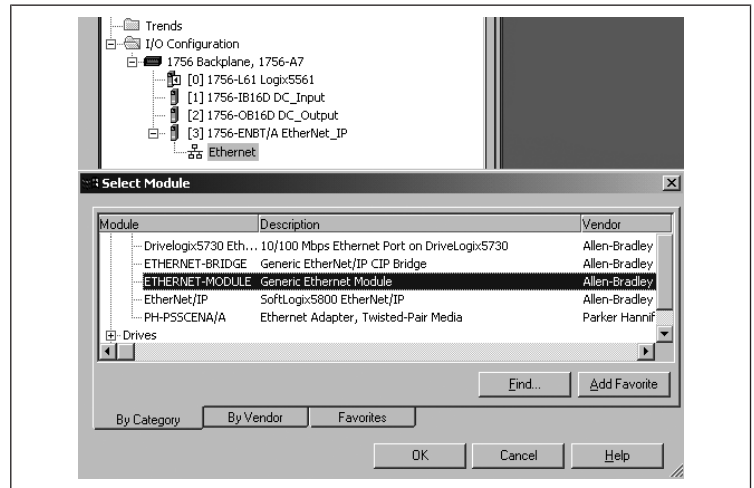 Trends
I/O Configuration
1756 Backplane, 1756-A7
[0] 1756-L61 Logix5561
[1] 1756-IB16D DC_Input
[2] 1756-OB16D DC_Output
[3] 1756-ENBT/A EtherNet_IP
Ethernet
Select Module
Module Description Vendor
Drivelogix5730 Eth... 10/100 Mbps Ethernet Port on DriveLogix5730 Allen-Bradley
ETHERNET-BRIDGE Generic EtherNet/IP CIP Bridge Allen-Bradley
ETHERNET-MODULE Generic Ethernet Module Allen-Bradley
EtherNet/IP SoftLogix5800 EtherNet/IP Allen-Bradley
PH-PSSCENA/A Ethernet Adapter, Twisted-Pair Media Parker Hannif
Drives
Find... Add Favorite
By Category By Vendor Favorites
OK Cancel Help